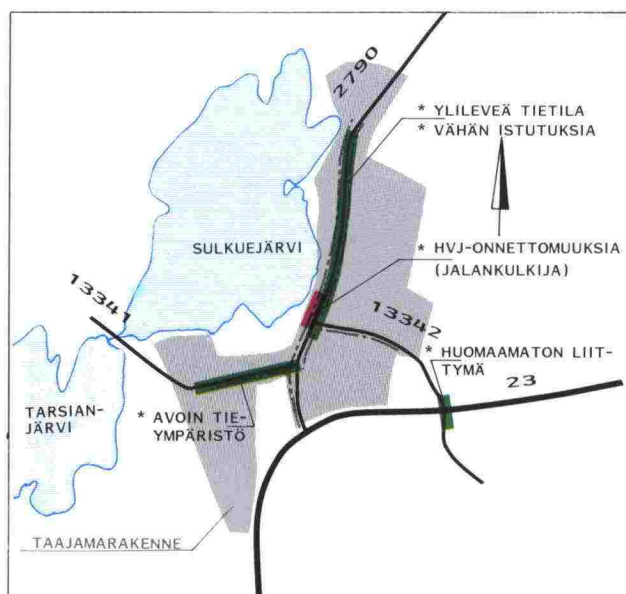 2790
* YLILEVEÄ TIETILA
* VÄHÄN ISTUTUKSIA
SULKUEJÄRVI
* HVJ-ONNETTOMUUKSIA
(JALANKULKIJA)
13341
13342
* HUOMAAMATON LIIT-
TYMÄ
23
TARSIAN-
JÄRVI
* AVOIN TIE-
YMPÄRISTÖ
TAAJAMARAKENNE